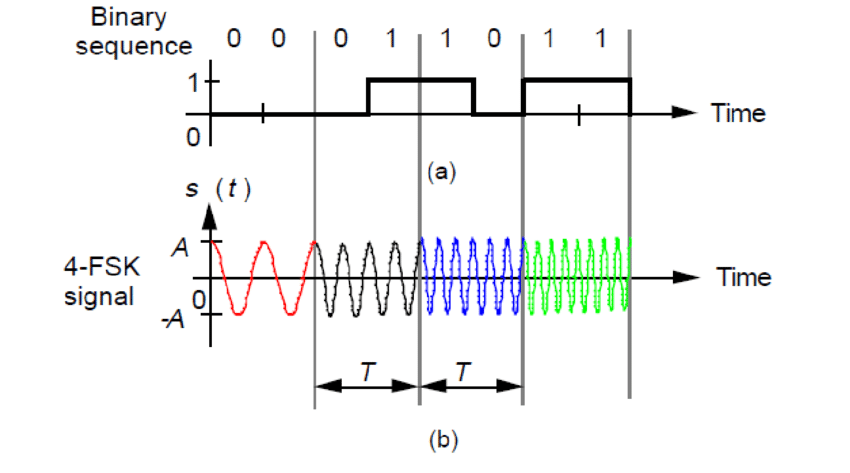 Binary
sequence 0 0 0 1 1 0 1 1
1
0
Time
(a)
s (t)
4-FSK
signal
A
0
-A
Time
T T
(b)